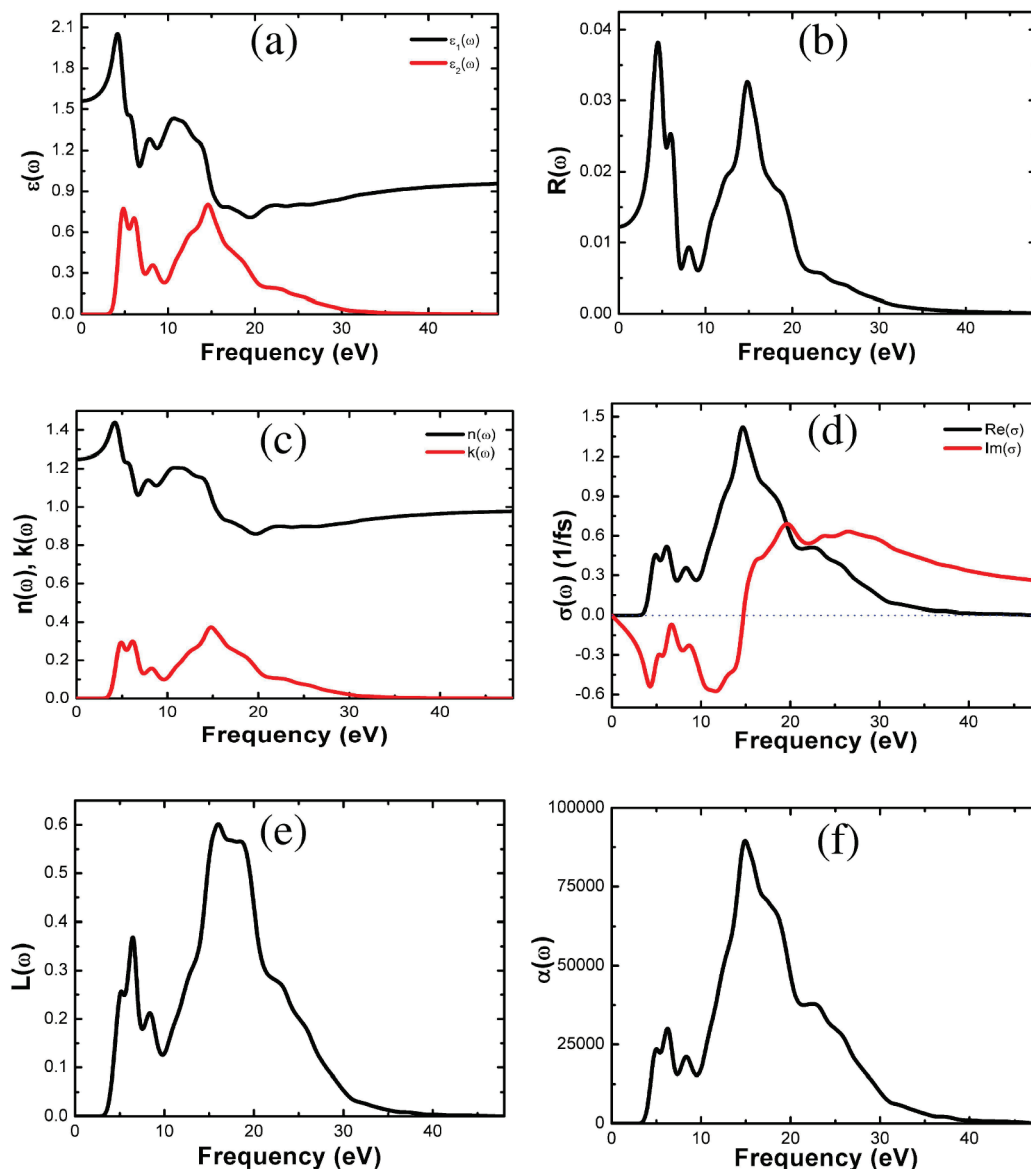 (a)
ε₁(ω)
ε₂(ω)
2.1
1.8
1.5
1.2
0.9
0.6
0.3
0.0
ε(ω)
0
10
20
30
40
Frequency (eV)
(b)
0.04
0.03
0.02
0.01
0.00
R(ω)
0
10
20
30
40
Frequency (eV)
(c)
n(ω)
k(ω)
1.4
1.2
1.0
0.8
0.6
0.4
0.2
0.0
n(ω), k(ω)
0
10
20
30
40
Frequency (eV)
(d)
Re(σ)
Im(σ)
1.5
1.2
0.9
0.6
0.3
0.0
-0.3
-0.6
σ(ω) (1/fs)
0
10
20
30
40
Frequency (eV)
(e)
0.6
0.5
0.4
0.3
0.2
0.1
0.0
L(ω)
0
10
20
30
40
Frequency (eV)
(f)
100000
75000
50000
25000
0
α(ω)
0
10
20
30
40
Frequency (eV)